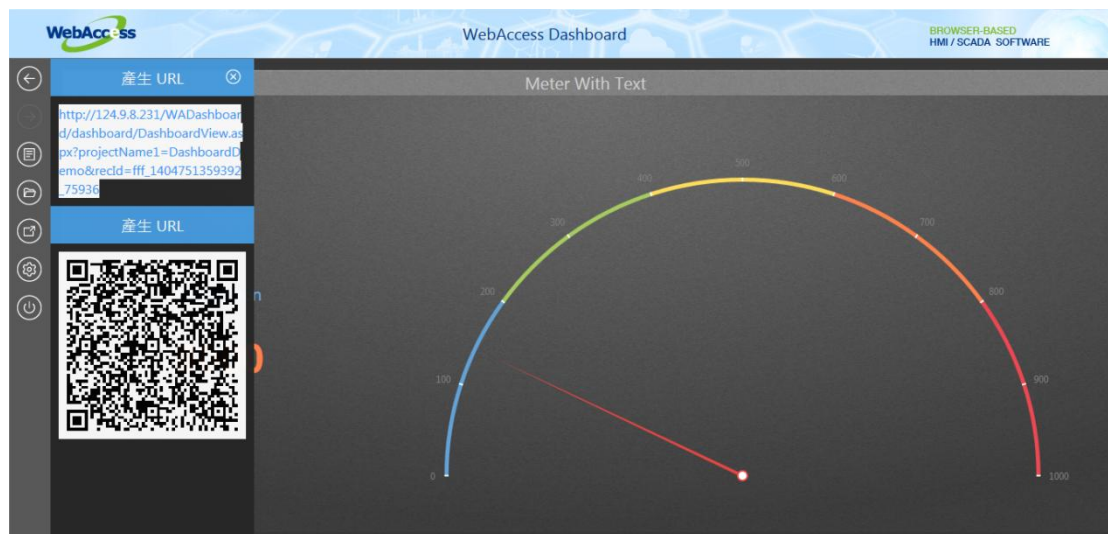 WebAccess
WebAccess Dashboard
BROWSER-BASED
HMI / SCADA SOFTWARE
產生 URL
Meter With Text
http://124.9.8.231/WADashboar
d/dashboard/DashboardView.as
px?projectName1=DashboardD
emo&recId=fff_1404751359392
_75936
產生 URL
n
0
100
200
300
400
500
600
700
800
900
1000